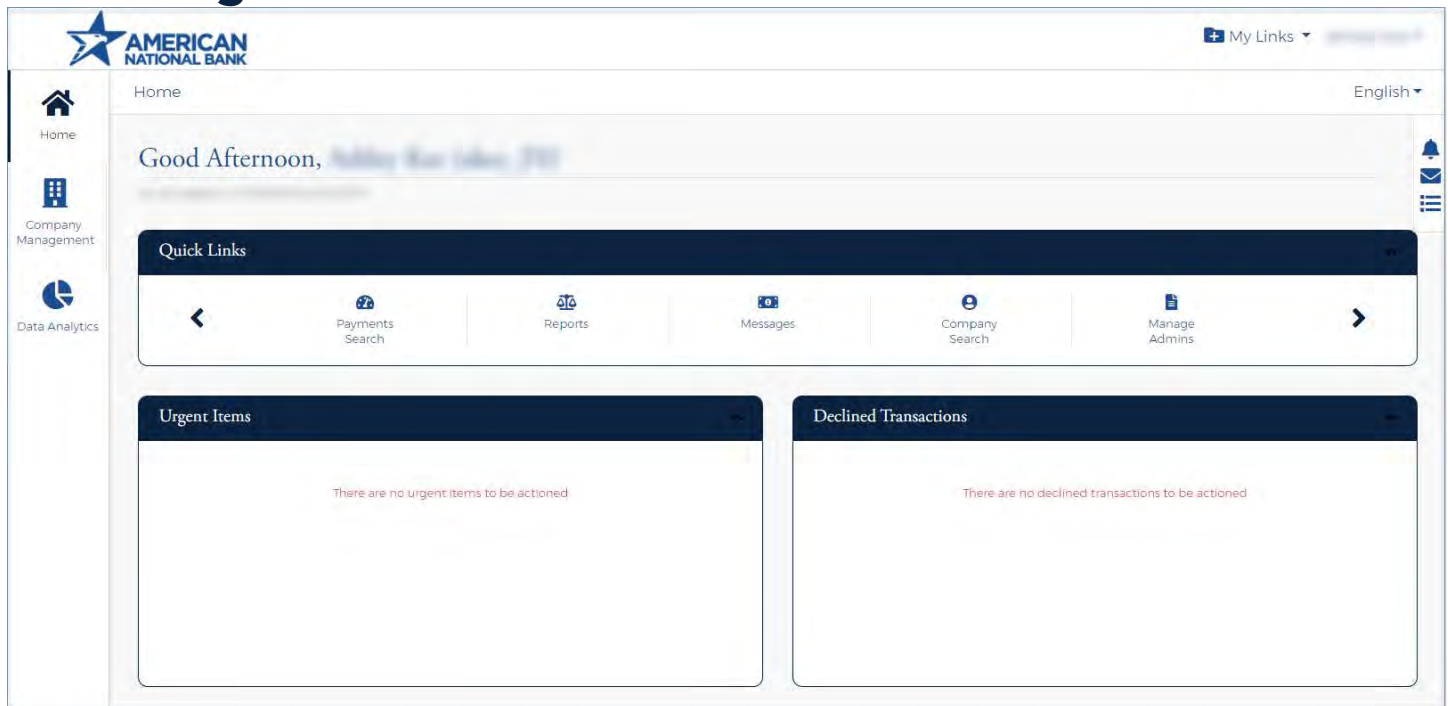 AMERICAN
NATIONAL BANK
My Links
Home
English
Home
Company
Management
Data Analytics
Good Afternoon,
Quick Links
Payments
Search
Reports
Messages
Company
Search
Manage
Admins
Urgent Items
Declined Transactions
There are no urgent items to be actioned
There are no declined transactions to be actioned